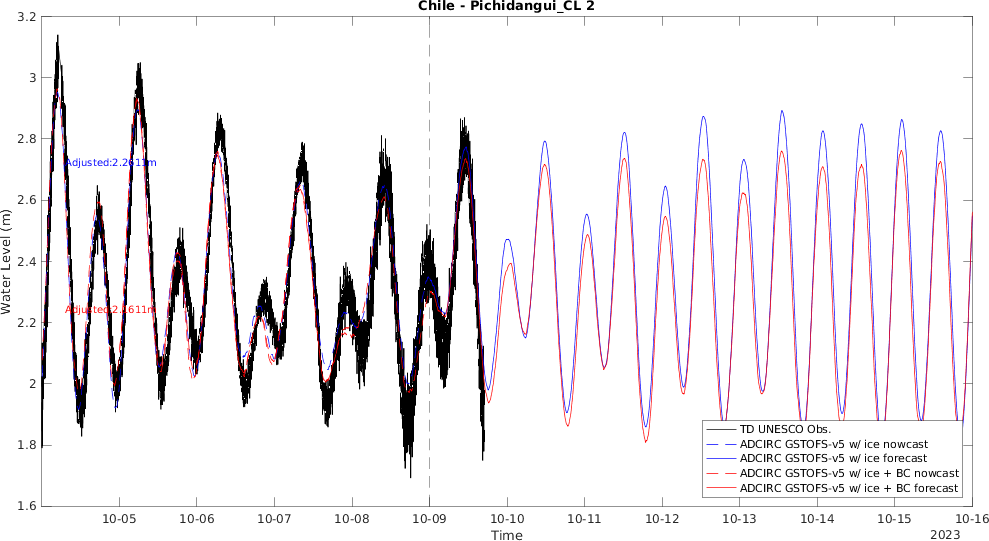 Chile - Pichidangui_CL 2
3.2
3
2.8
2.6
2.4
2.2
2
1.8
1.6
Water Level (m)
Adjusted:2.2611m
Adjusted:2.2611m
TD UNESCO Obs.
ADCIRC GSTOFS-v5 w/ ice nowcast
ADCIRC GSTOFS-v5 w/ ice forecast
ADCIRC GSTOFS-v5 w/ ice + BC nowcast
ADCIRC GSTOFS-v5 w/ ice + BC forecast
10-05 10-06 10-07 10-08 10-09 10-10 10-11 10-12 10-13 10-14 10-15 10-16
Time
2023